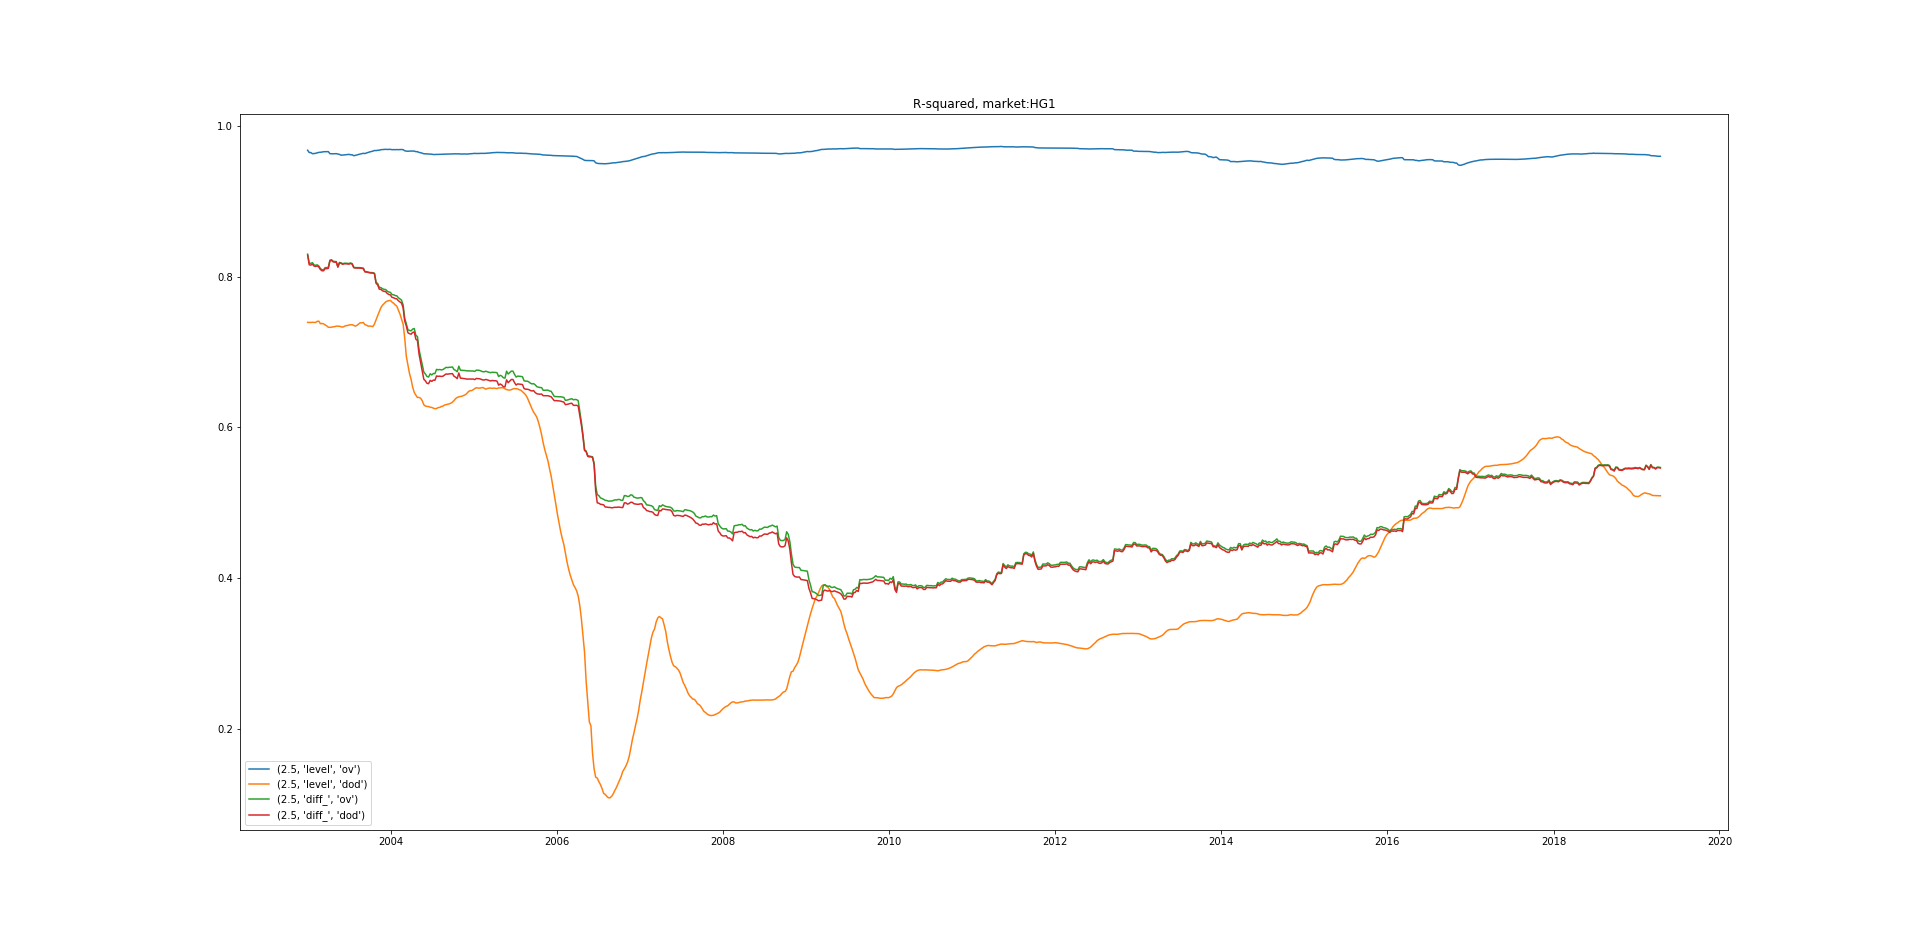 R-squared, market:HG1
1.0
0.8
0.6
0.4
0.2
(2.5, 'level', 'ov')
(2.5, 'level', 'dod')
(2.5, 'diff_', 'ov')
(2.5, 'diff_', 'dod')
2004 2006 2008 2010 2012 2014 2016 2018 2020